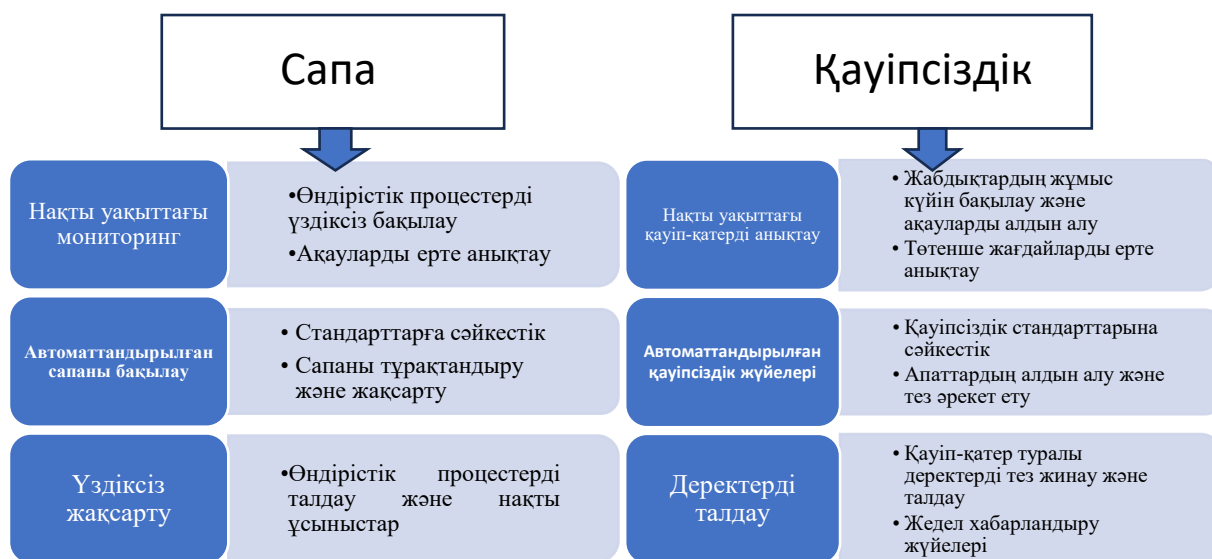 Сапа
Нақты уақыттағы
мониторинг
•Өндірістік процестерді
үздіксіз бақылау
•Ақауларды ерте анықтау
Автоматтандырылған
сапаны бақылау
• Стандарттарға сәйкестік
• Сапаны тұрақтандыру
және жақсарту
Үздіксіз
жақсарту
•Өндірістік процестерді
талдау және нақты
ұсыныстар
Қауіпсіздік
Нақты уақыттағы
қауіп-қатерді анықтау
• Жабдықтардың жұмыс
күйін бақылау және
ақауларды алдын алу
• Төтенше жағдайларды ерте
анықтау
Автоматтандырылған
қауіпсіздік жүйелері
• Қауіпсіздік стандарттарына
сәйкестік
• Апаттардың алдын алу және
тез әрекет ету
Деректерді
талдау
• Қауіп-қатер туралы
деректерді тез жинау және
талдау
• Жедел хабарландыру
жүйелері